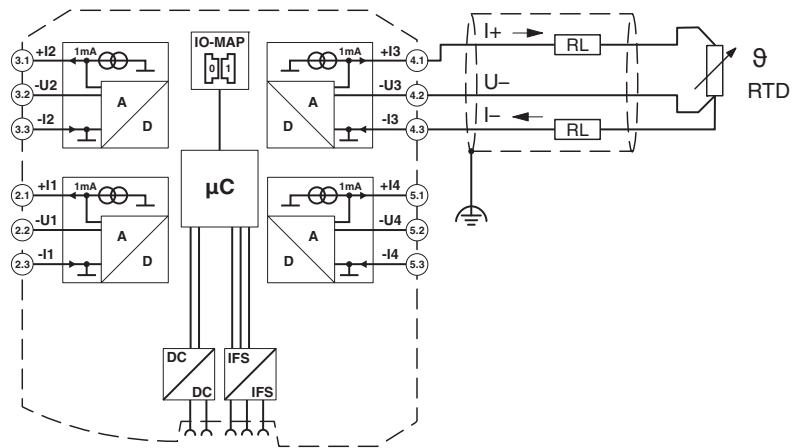 IO-MAP
0 1
3.1 +I2 1mA
3.2 -U2
3.3 -I2
A
D
2.1 +I1 1mA
2.2 -U1
2.3 -I1
A
D
µC
1mA +I3 4.1
-U3 4.2
-I3 4.3
A
D
1mA +I4 5.1
-U4 5.2
-I4 5.3
A
D
I+ RL
U–
I– RL
ϑ
RTD
DC
DC
IFS
IFS